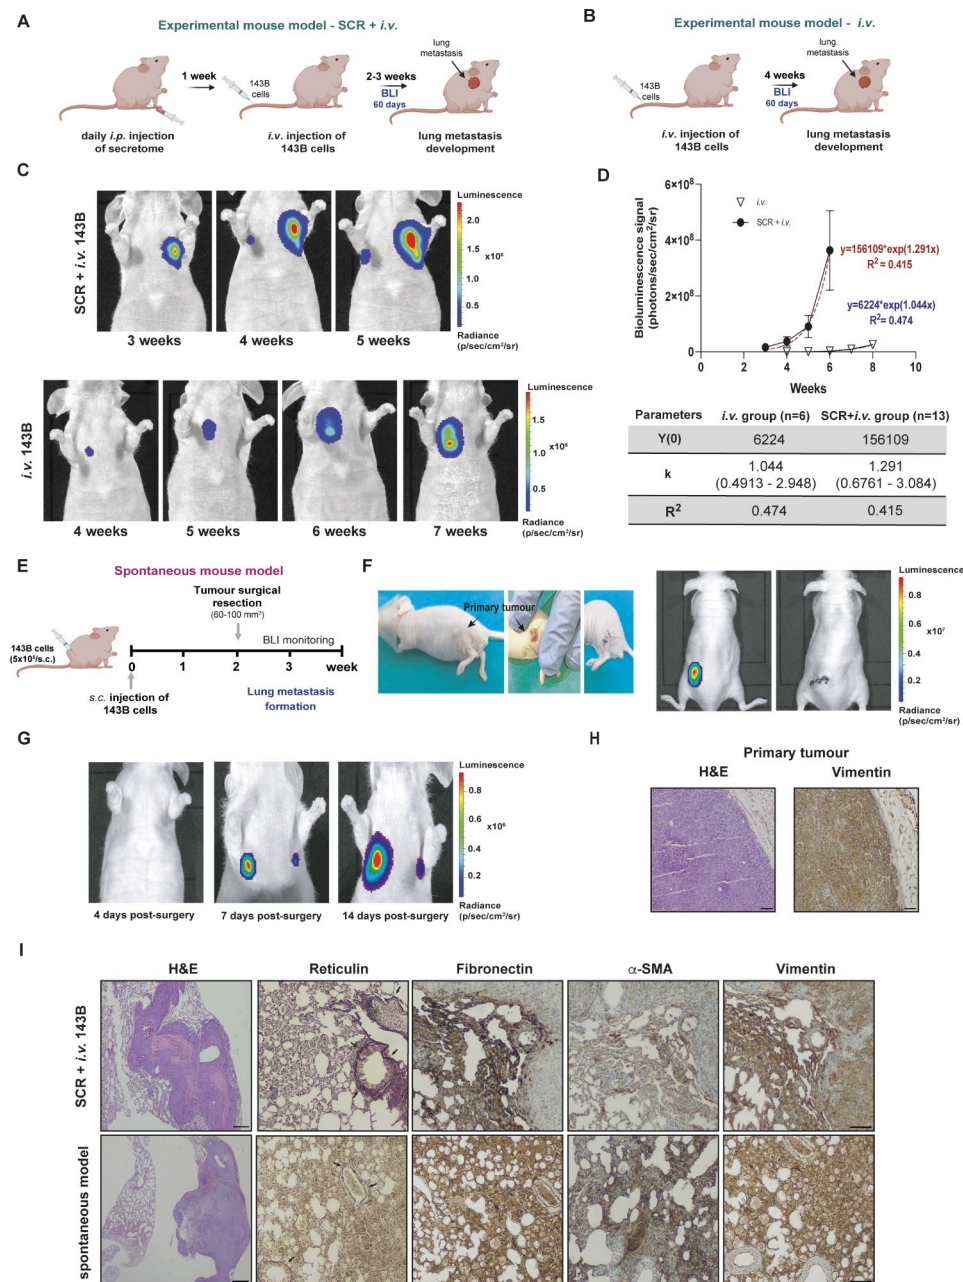 A
Experimental mouse model - SCR + i.v.
1 week
143B
cells
2-3 weeks
BLI
60 days
lung
metastasis
daily i.p. injection
of secretome
i.v. injection of
143B cells
lung metastasis
development
B
Experimental mouse model - i.v.
143B
cells
4 weeks
BLI
60 days
lung
metastasis
i.v. injection of
143B cells
lung metastasis
development
C
SCR + i.v. 143B
3 weeks
4 weeks
5 weeks
Luminescence
2.0
1.5
x10⁶
1.0
0.5
Radiance
(p/sec/cm²/sr)
i.v. 143B
4 weeks
5 weeks
6 weeks
7 weeks
Luminescence
1.5
x10⁶
1.0
0.5
Radiance
(p/sec/cm²/sr)
D
Bioluminescence signal
(photons/sec/cm²/sr)
6×10⁸
4×10⁸
2×10⁸
0
0
2
4
6
8
10
Weeks
i.v.
SCR + i.v.
y=156109*exp(1.291x)
R² = 0.415
y=6224*exp(1.044x)
R²= 0.474
Parameters i.v. group (n=6) SCR+i.v. group (n=13)
Y(0) 6224 156109
k 1.044 (0.4913 - 2.948) 1.291 (0.6761 - 3.084)
R² 0.474 0.415
E
Spontaneous mouse model
Tumour surgical
resection
(60-100 mm³)
BLI monitoring
143B cells
0
1
2
3
week
s.c. injection of
143B cells
Lung metastasis
formation
F
Primary tumour
Luminescence
0.8
0.6
x10⁷
0.4
0.2
Radiance
(p/sec/cm²/sr)
G
4 days post-surgery
7 days post-surgery
14 days post-surgery
Luminescence
0.8
0.6
x10⁶
0.4
0.2
Radiance
(p/sec/cm²/sr)
H
Primary tumour
H&E
Vimentin
I
H&E
Reticulin
Fibronectin
α-SMA
Vimentin
SCR + i.v. 143B
spontaneous model